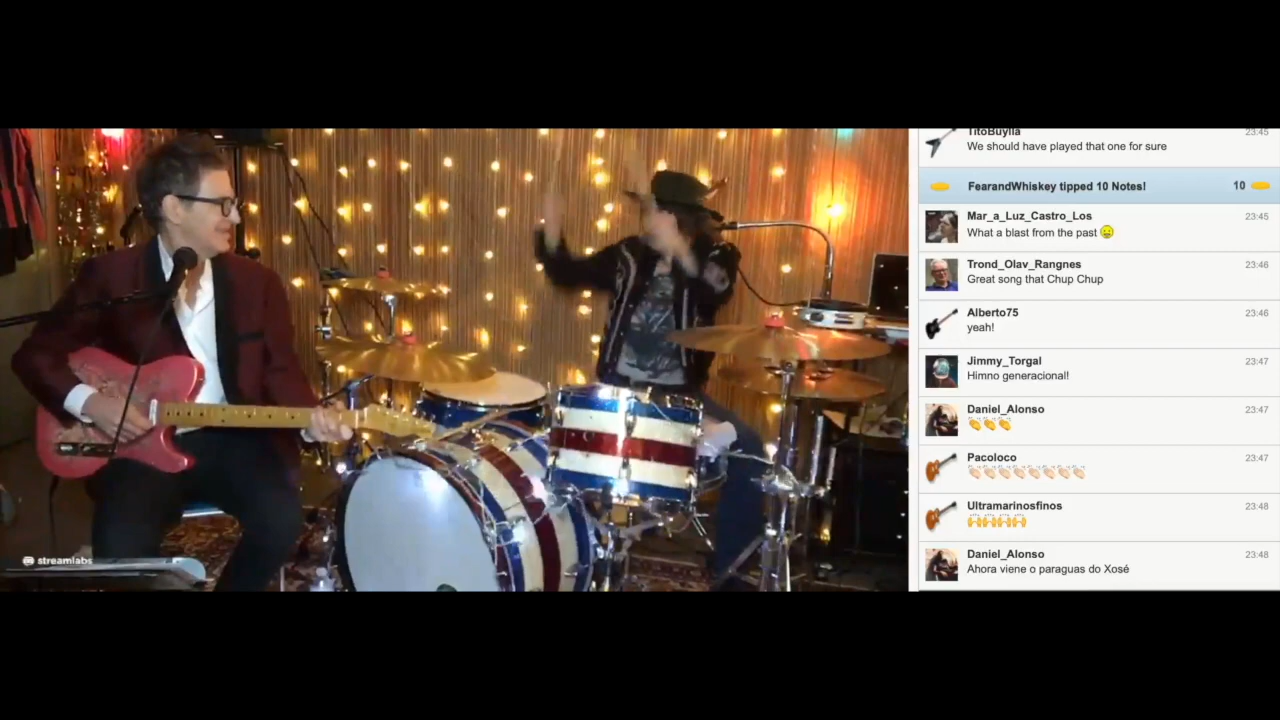 TitoBuylla 23:45
We should have played that one for sure
FearandWhiskey tipped 10 Notes! 10
Mar_a_Luz_Castro_Los 23:45
What a blast from the past
Trond_Olav_Rangnes 23:46
Great song that Chup Chup
Alberto75 23:46
yeah!
Jimmy_Torgal 23:47
Himno generacional!
Daniel_Alonso 23:47
Pacoloco 23:47
Ultramarinosfinos 23:48
Daniel_Alonso 23:48
Ahora viene o paraguas do Xosé
streamlabs